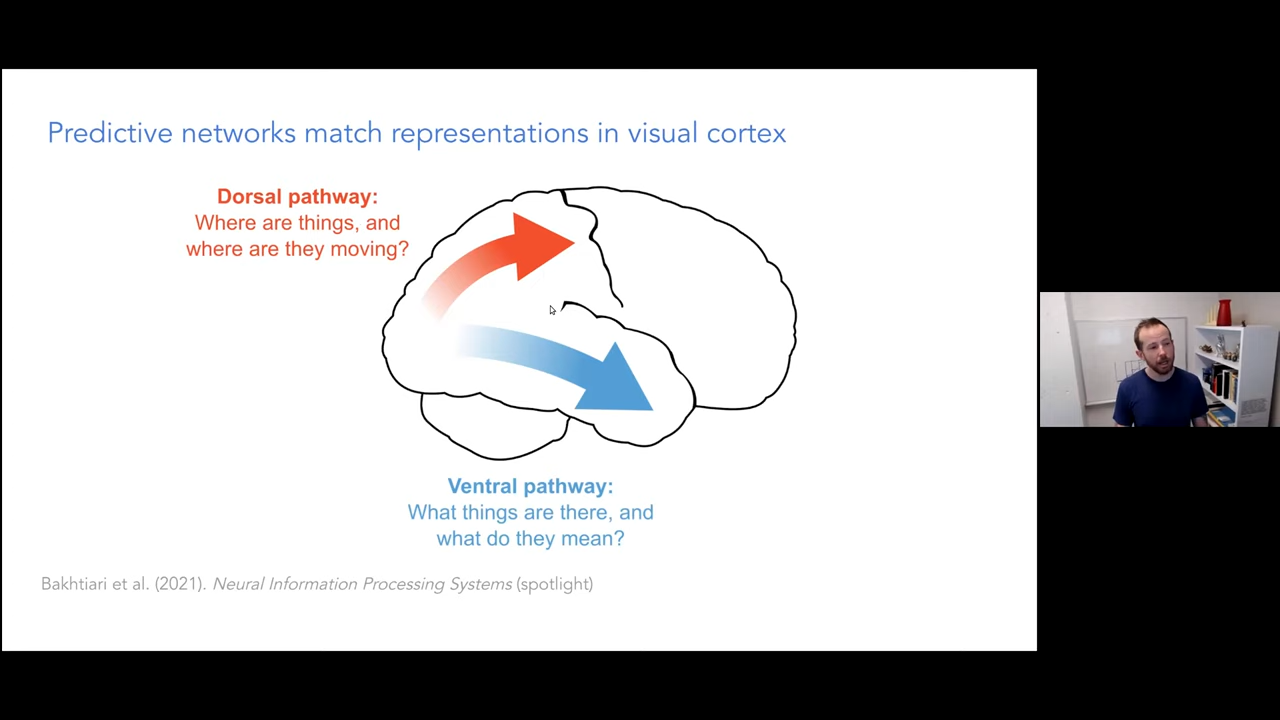 Predictive networks match representations in visual cortex
Dorsal pathway:
Where are things, and
where are they moving?
Ventral pathway:
What things are there, and
what do they mean?
Bakhtiari et al. (2021). Neural Information Processing Systems (spotlight)